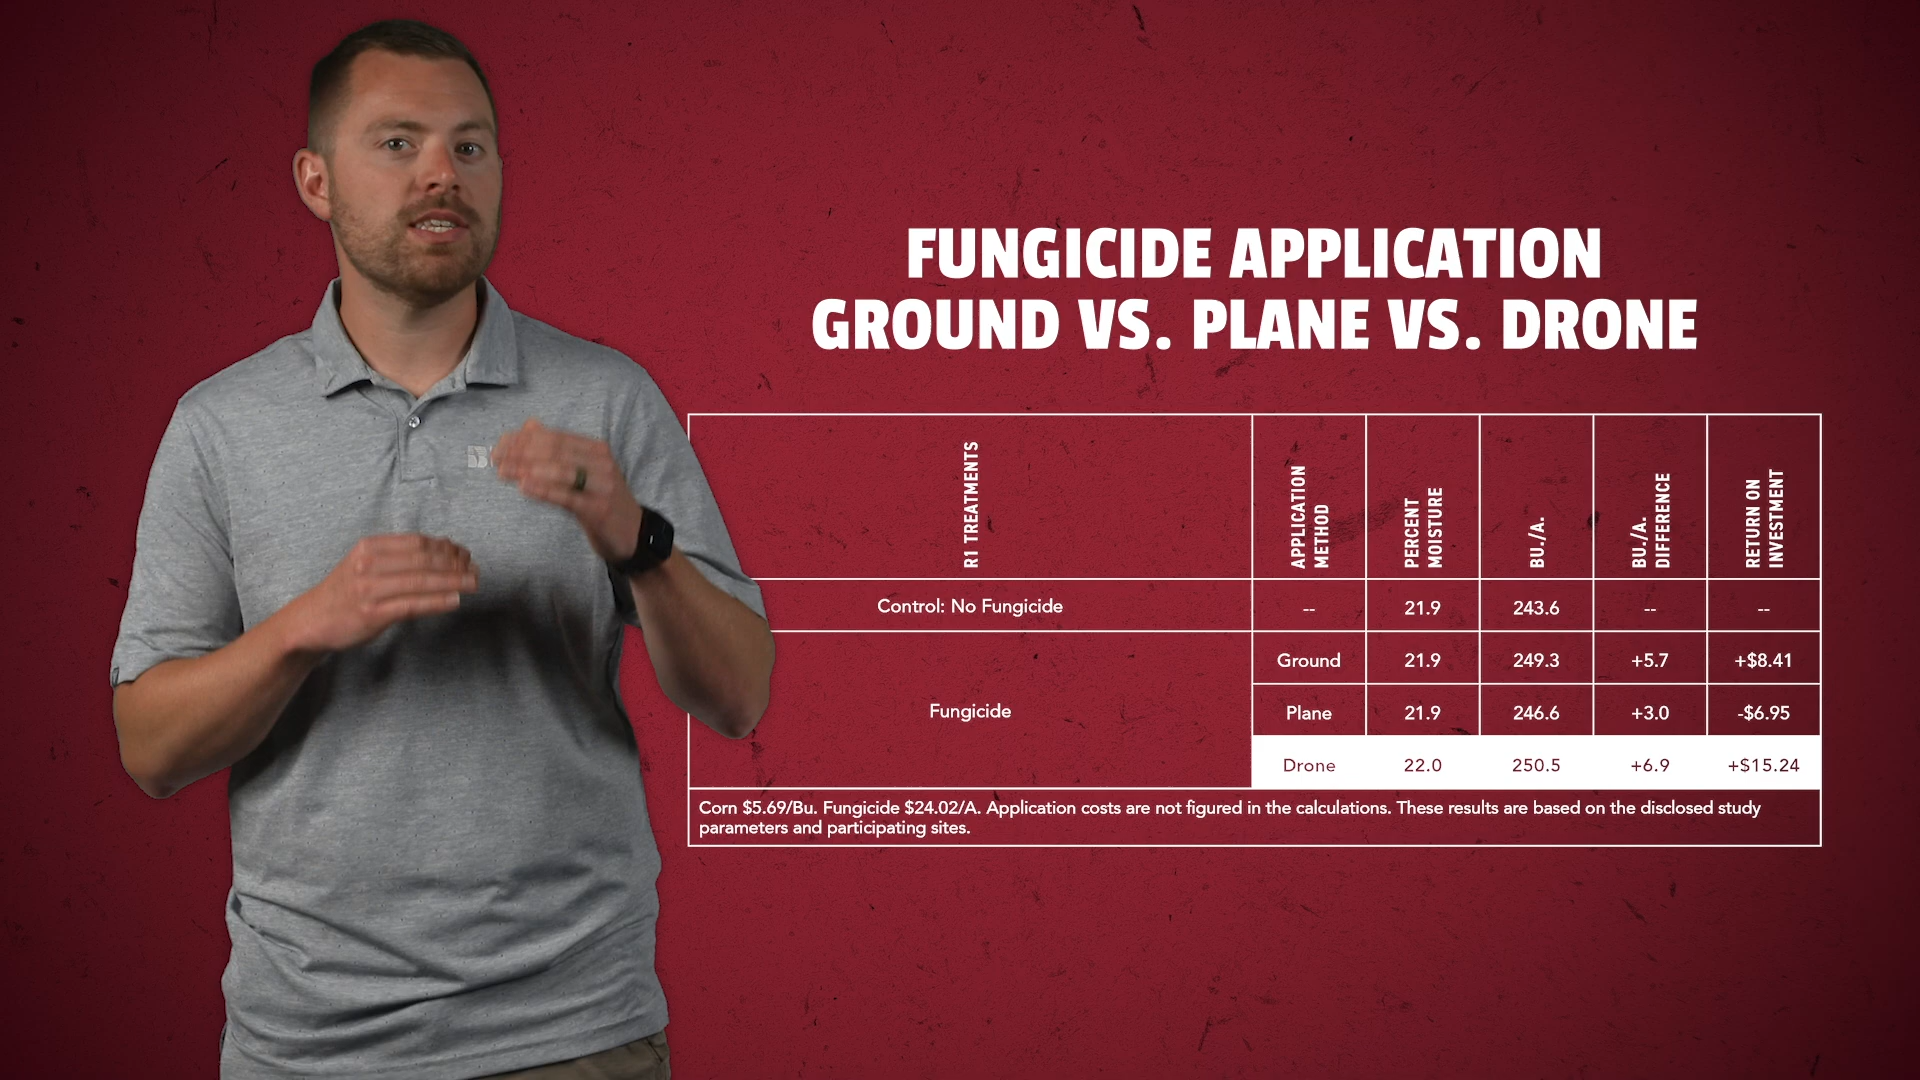 FUNGICIDE APPLICATION
GROUND VS. PLANE VS. DRONE
R1 TREATMENTS
APPLICATION
METHOD
PERCENT
MOISTURE
BU./A.
BU./A.
DIFFERENCE
RETURN ON
INVESTMENT
Control: No Fungicide -- 21.9 243.6 -- --
Fungicide
Ground 21.9 249.3 +5.7 +$8.41
Plane 21.9 246.6 +3.0 -$6.95
Drone 22.0 250.5 +6.9 +$15.24
Corn $5.69/Bu. Fungicide $24.02/A. Application costs are not figured in the calculations. These results are based on the disclosed study
parameters and participating sites.